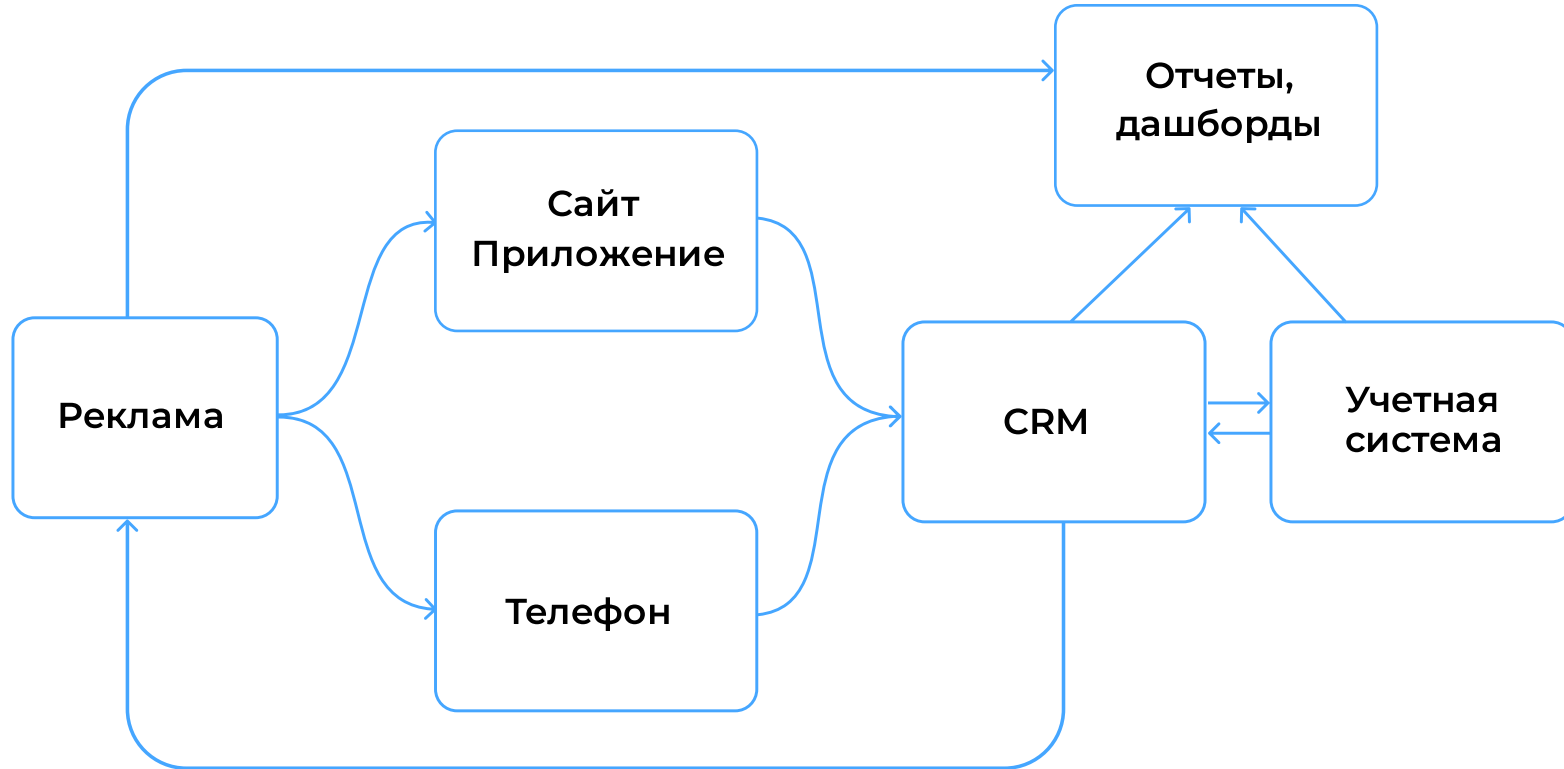 Отчеты,
дашборды
Сайт
Приложение
Реклама
CRM
Учетная
система
Телефон